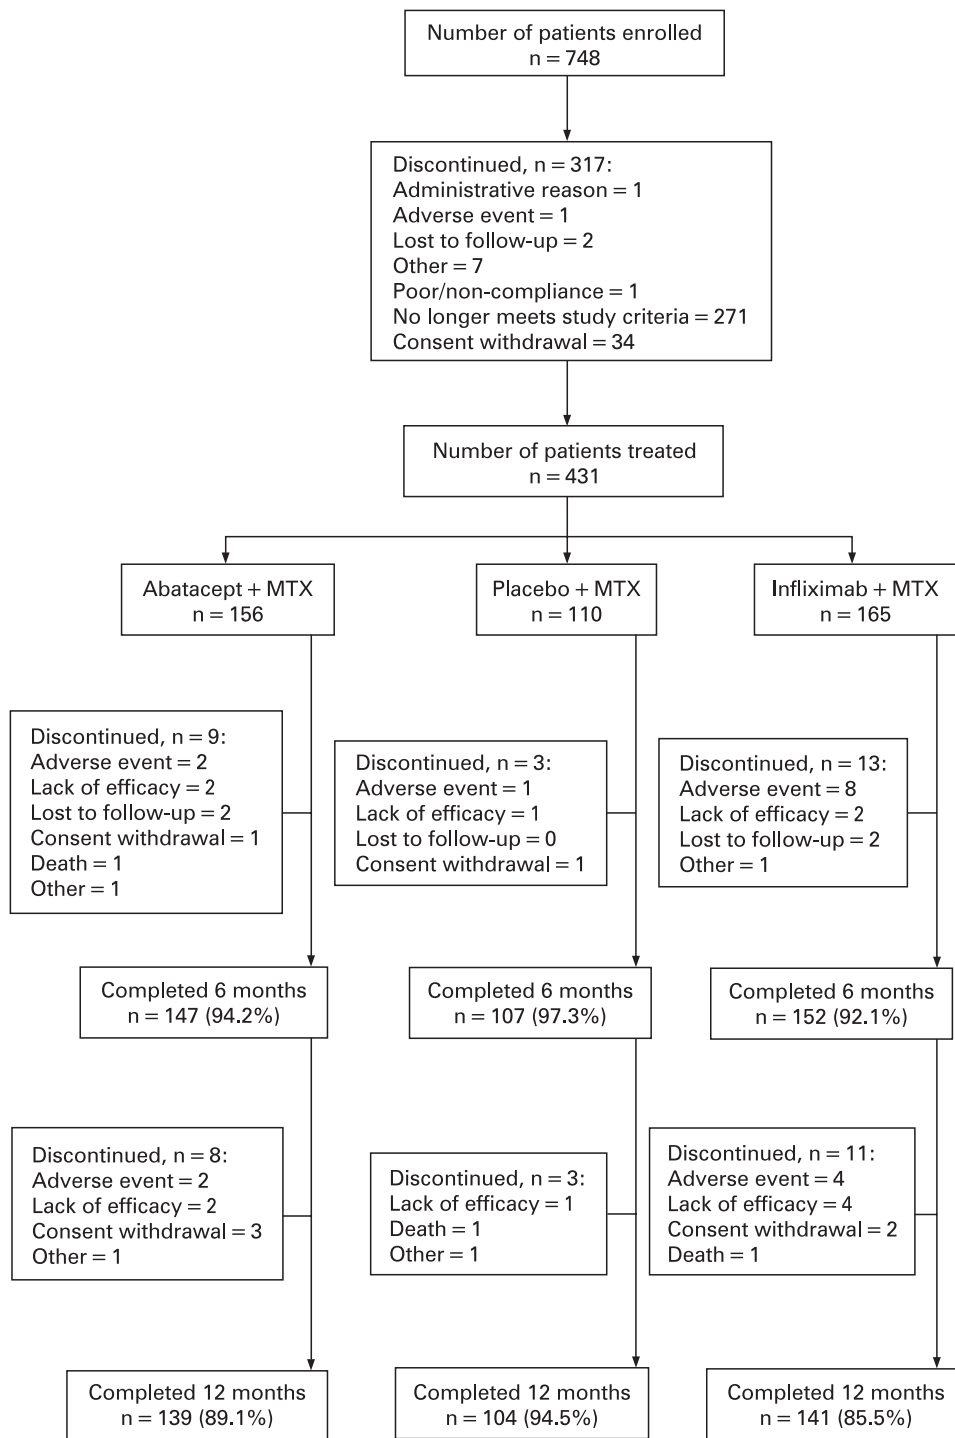 Number of patients enrolled
n = 748
Discontinued, n = 317:
Administrative reason = 1
Adverse event = 1
Lost to follow-up = 2
Other = 7
Poor/non-compliance = 1
No longer meets study criteria = 271
Consent withdrawal = 34
Number of patients treated
n = 431
Abatacept + MTX
n = 156
Placebo + MTX
n = 110
Infliximab + MTX
n = 165
Discontinued, n = 9:
Adverse event = 2
Lack of efficacy = 2
Lost to follow-up = 2
Consent withdrawal = 1
Death = 1
Other = 1
Discontinued, n = 3:
Adverse event = 1
Lack of efficacy = 1
Lost to follow-up = 0
Consent withdrawal = 1
Discontinued, n = 13:
Adverse event = 8
Lack of efficacy = 2
Lost to follow-up = 2
Other = 1
Completed 6 months
n = 147 (94.2%)
Completed 6 months
n = 107 (97.3%)
Completed 6 months
n = 152 (92.1%)
Discontinued, n = 8:
Adverse event = 2
Lack of efficacy = 2
Consent withdrawal = 3
Other = 1
Discontinued, n = 3:
Lack of efficacy = 1
Death = 1
Other = 1
Discontinued, n = 11:
Adverse event = 4
Lack of efficacy = 4
Consent withdrawal = 2
Death = 1
Completed 12 months
n = 139 (89.1%)
Completed 12 months
n = 104 (94.5%)
Completed 12 months
n = 141 (85.5%)